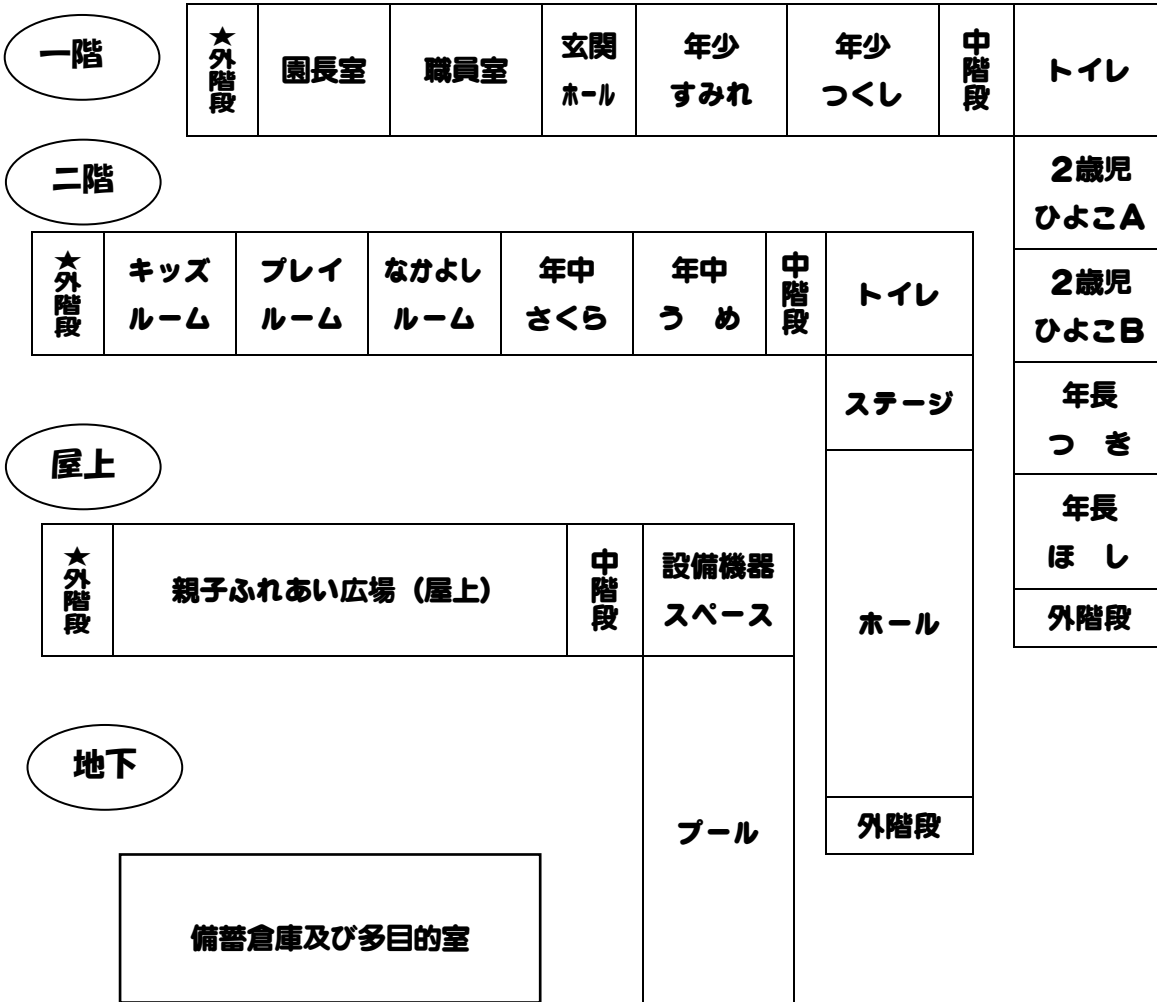 一階
★外階段
園長室
職員室
玄関
ホール
年少
すみれ
年少
つくし
中階段
トイレ
2歳児
ひよこA
2歳児
ひよこB
年長
つ き
年長
ほ し
外階段
二階
★外階段
キッズ
ルーム
プレイ
ルーム
なかよし
ルーム
年中
さくら
年中
う め
中階段
トイレ
ステージ
ホール
外階段
屋上
★外階段
親子ふれあい広場（屋上）
中階段
設備機器
スペース
プール
地下
備蓄倉庫及び多目的室